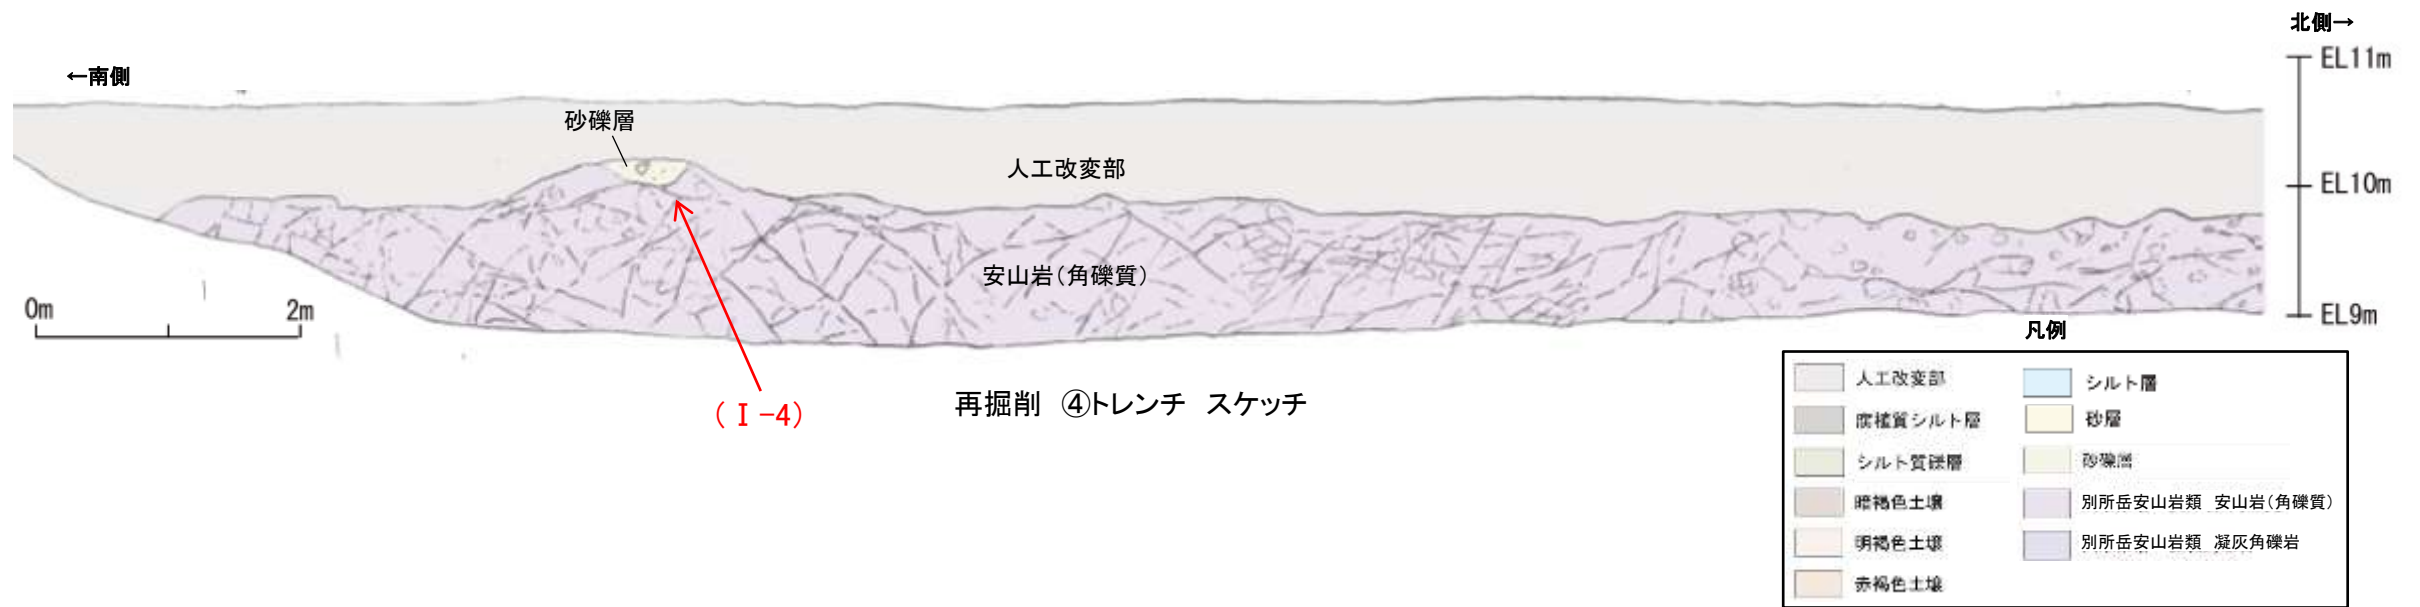 北側→
←南側
EL11m
砂礫層
人工改変部
EL10m
安山岩（角礫質）
0m
2m
EL9m
（Ⅰ-4）
再掘削　④トレンチ　スケッチ
凡例
人工改変部
腐植質シルト層
シルト質礫層
暗褐色土壌
明褐色土壌
赤褐色土壌
シルト層
砂層
砂礫層
別所岳安山岩類　安山岩（角礫質）
別所岳安山岩類　凝灰角礫岩